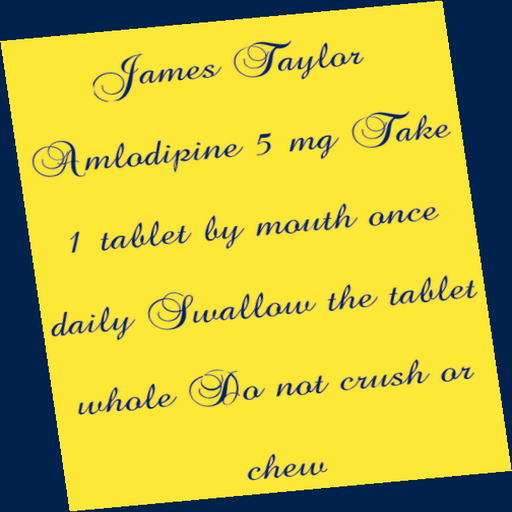 James Taylor
Amlodipine 5 mg Take
1 tablet by mouth once
daily Swallow the tablet
whole Do not crush or
chew